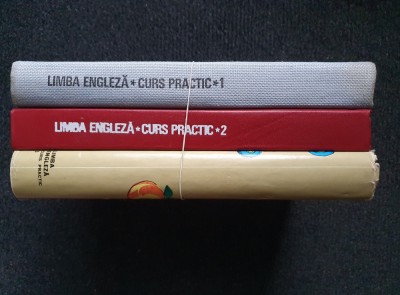 LIMBA ENGLEZĂ * CURS PRACTIC * 1
LIMBA ENGLEZĂ * CURS PRACTIC * 2
LIMBA
ENGLEZĂ
CURS PRACTIC